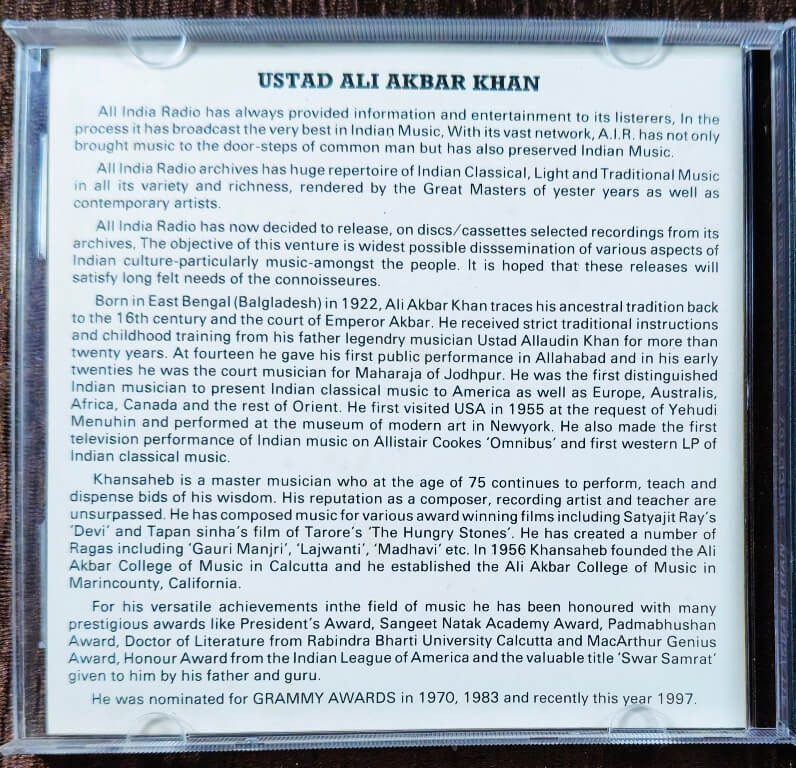 USTAD ALI AKBAR KHAN
All India Radio has always provided information and entertainment to its listerers, In the
process it has broadcast the very best in Indian Music, With its vast network, A.I.R. has not only
brought music to the door-steps of common man but has also preserved Indian Music.
All India Radio archives has huge repertoire of Indian Classical, Light and Traditional Music
in all its variety and richness, rendered by the Great Masters of yester years as well as
contemporary artists.
All India Radio has now decided to release, on discs/cassettes selected recordings from its
archives, The objective of this venture is widest possible disssemination of various aspects of
Indian culture-particularly music-amongst the people. It is hoped that these releases will
satisfy long felt needs of the connoisseures.
Born in East Bengal (Balgladesh) in 1922, Ali Akbar Khan traces his ancestral tradition back
to the 16th century and the court of Emperor Akbar. He received strict traditional instructions
and childhood training from his father legendry musician Ustad Allaudin Khan for more than
twenty years. At fourteen he gave his first public performance in Allahabad and in his early
twenties he was the court musician for Maharaja of Jodhpur. He was the first distinguished
Indian musician to present Indian classical music to America as well as Europe, Australis,
Africa, Canada and the rest of Orient. He first visited USA in 1955 at the request of Yehudi
Menuhin and performed at the museum of modern art in Newyork. He also made the first
television performance of Indian music on Allistair Cookes 'Omnibus' and first western LP of
Indian classical music.
Khansaheb is a master musician who at the age of 75 continues to perform, teach and
dispense bids of his wisdom. His reputation as a composer, recording artist and teacher are
unsurpassed. He has composed music for various award winning films including Satyajit Ray's
'Devi' and Tapan sinha's film of Tarore's 'The Hungry Stones'. He has created a number of
Ragas including 'Gauri Manjri', 'Lajwanti', 'Madhavi' etc. In 1956 Khansaheb founded the Ali
Akbar College of Music in Calcutta and he established the Ali Akbar College of Music in
Marincounty, California.
For his versatile achievements inthe field of music he has been honoured with many
prestigious awards like President's Award, Sangeet Natak Academy Award, Padmabhushan
Award, Doctor of Literature from Rabindra Bharti University Calcutta and MacArthur Genius
Award, Honour Award from the Indian League of America and the valuable title 'Swar Samrat'
given to him by his father and guru.
He was nominated for GRAMMY AWARDS in 1970, 1983 and recently this year 1997.